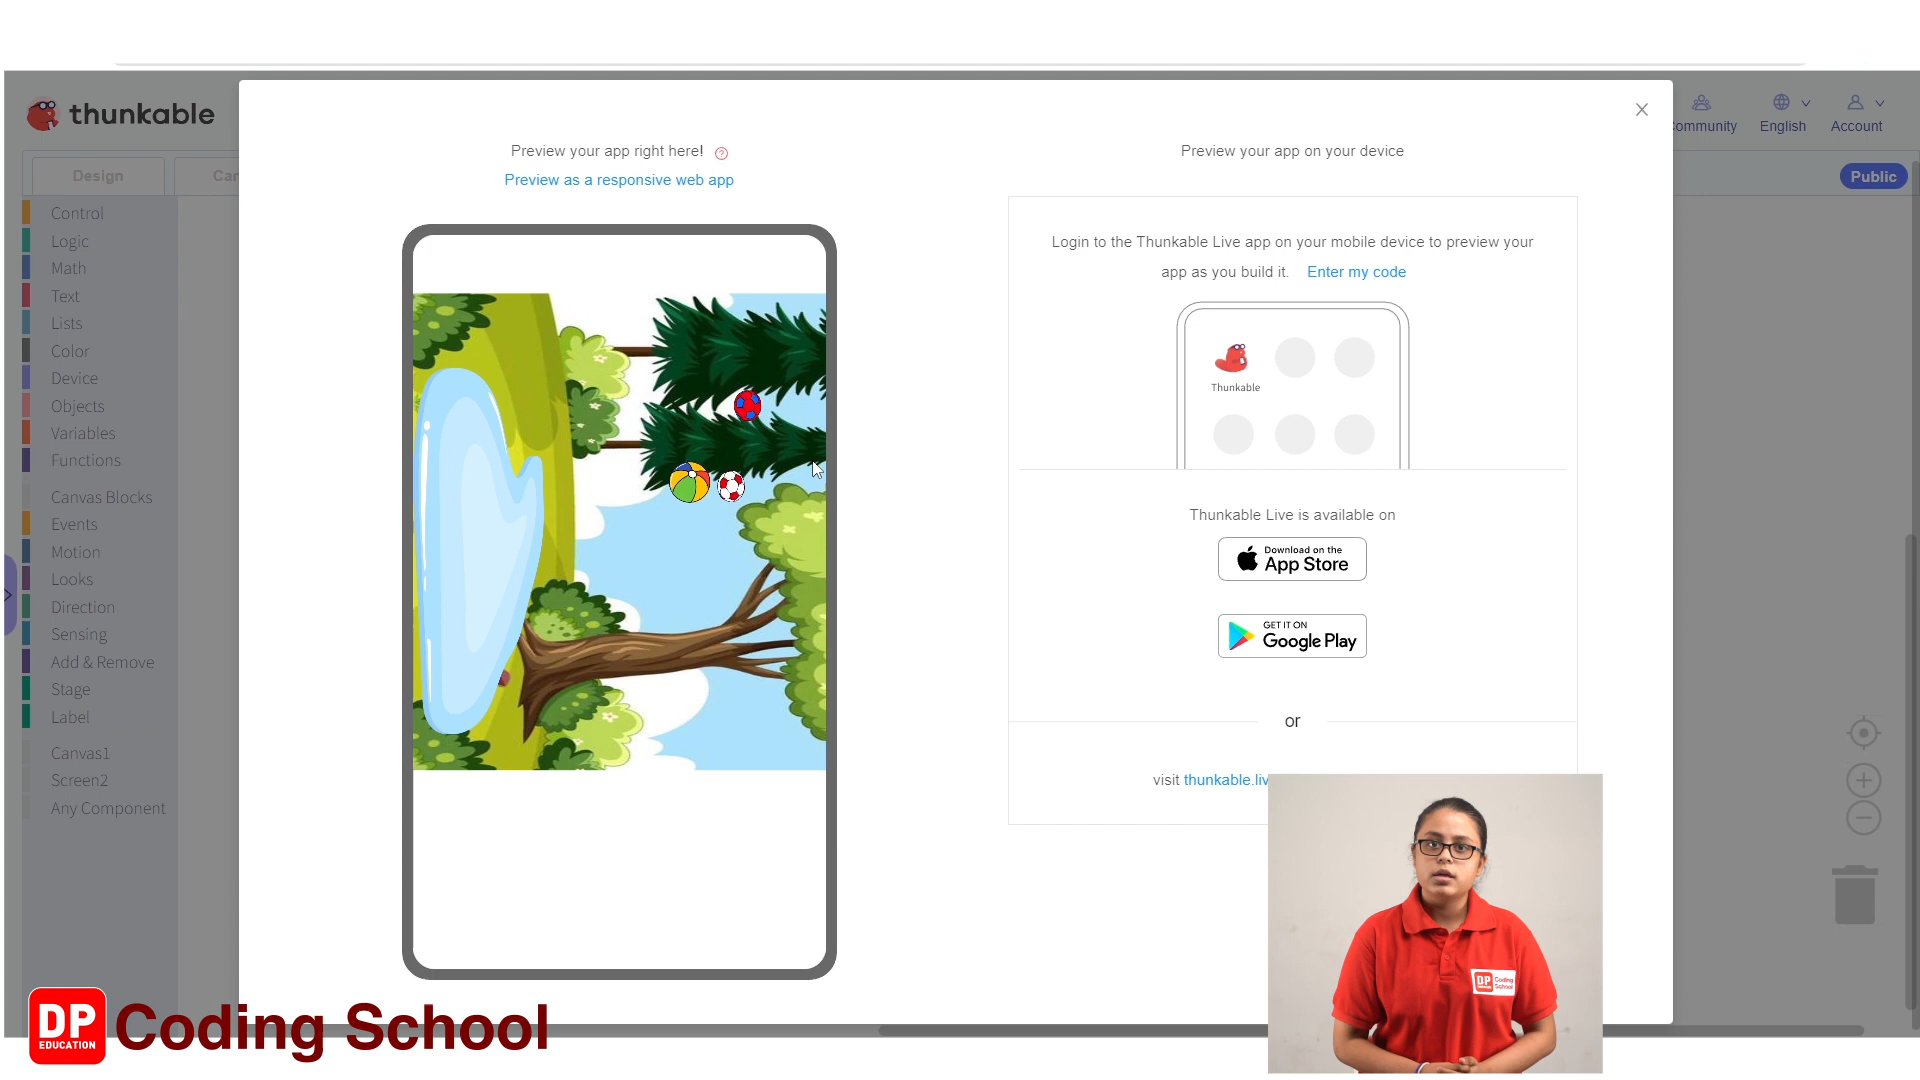 thunkable
Community
English
Account
Design
Public
Control
Logic
Math
Text
Lists
Color
Device
Objects
Variables
Functions
Canvas Blocks
Events
Motion
Looks
Direction
Sensing
Add & Remove
Stage
Label
Canvas1
Screen2
Any Component
Preview your app right here!
Preview as a responsive web app
Preview your app on your device
Login to the Thunkable Live app on your mobile device to preview your
app as you build it. Enter my code
Thunkable
Thunkable Live is available on
Download on the
App Store
GET IT ON
Google Play
or
visit thunkable.liv
DP
EDUCATION
Coding School
DP
Coding
School